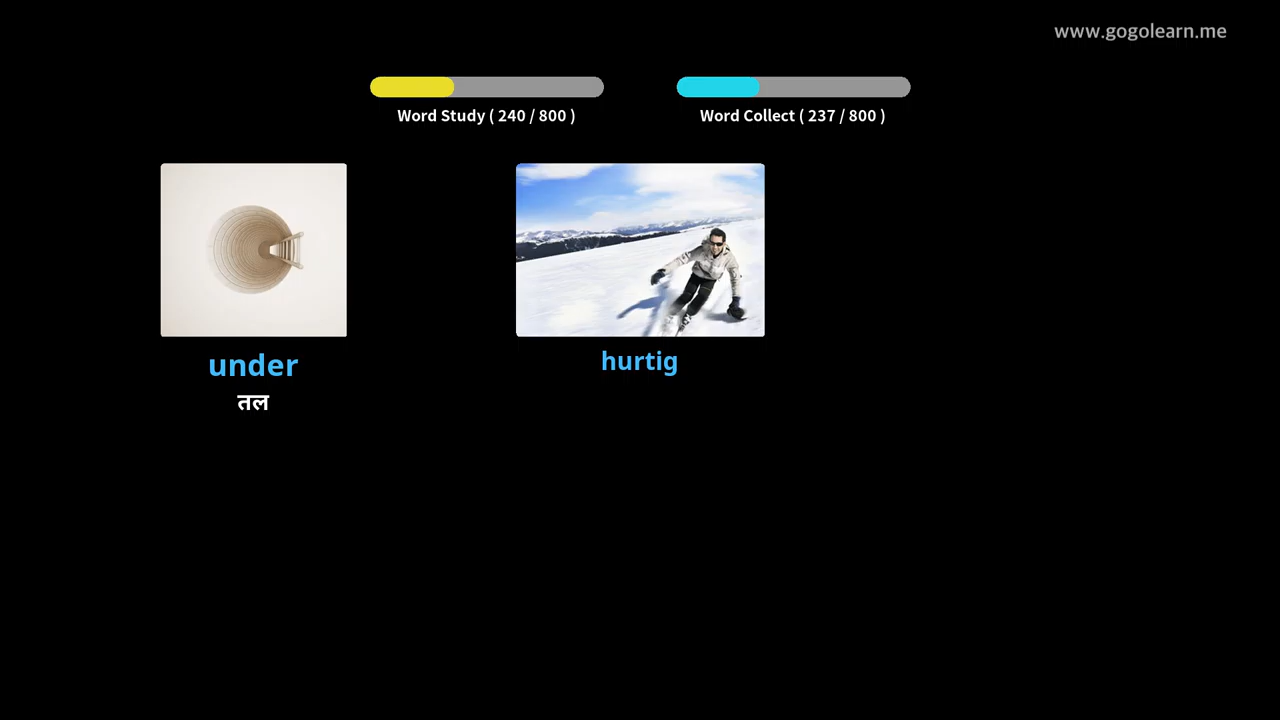 www.gogolearn.me
Word Study ( 240 / 800 )
Word Collect ( 237 / 800 )
under
तल
hurtig